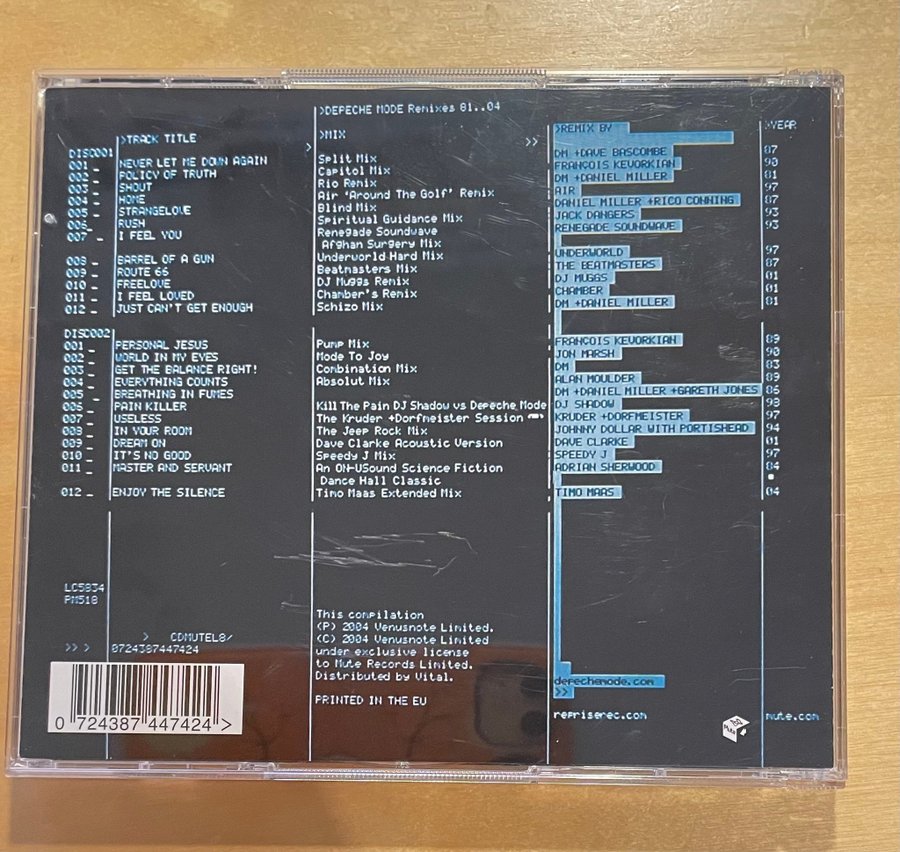 >DEPECHE MODE Remixes 81..04
>TRACK TITLE >MIX >> >REMIX BY >YEAR
DISC001 >
001 _ NEVER LET ME DOWN AGAIN Split Mix DM +DAVE BASCOMBE 87
002 _ POLICY OF TRUTH Capitol Mix FRANÇOIS KEVORKIAN 90
003 _ SHOUT Rio Remix DM +DANIEL MILLER 81
004 _ HOME Air 'Around The Golf' Remix AIR 97
005 _ STRANGELOVE Blind Mix DANIEL MILLER +RICO CONNING 87
006 _ RUSH Spiritual Guidance Mix JACK DANGERS 93
007 _ I FEEL YOU Renegade Soundwave RENEGADE SOUNDWAVE 93
Afghan Surgery Mix
008 _ BARREL OF A GUN Underworld Hard Mix UNDERWORLD 97
009 _ ROUTE 66 Beatmasters Mix THE BEATMASTERS 87
010 _ FREELOVE DJ Muggs Remix DJ MUGGS 01
011 _ I FEEL LOVED Chamber's Remix CHAMBER 01
012 _ JUST CAN'T GET ENOUGH Schizo Mix DM +DANIEL MILLER 81
DISC002
001 _ PERSONAL JESUS Pump Mix FRANÇOIS KEVORKIAN 89
002 _ WORLD IN MY EYES Mode To Joy JON MARSH 90
003 _ GET THE BALANCE RIGHT! Combination Mix DM 83
004 _ EVERYTHING COUNTS Absolut Mix ALAN MOULDER 89
005 _ BREATHING IN FUMES DM +DANIEL MILLER +GARETH JONES 86
006 _ PAIN KILLER Kill The Pain DJ Shadow vs Depeche Mode DJ SHADOW 98
007 _ USELESS The Kruder +Dorfmeister Session KRUDER +DORFMEISTER 97
008 _ IN YOUR ROOM The Jeep Rock Mix JOHNNY DOLLAR WITH PORTISHEAD 94
009 _ DREAM ON Dave Clarke Acoustic Version DAVE CLARKE 01
010 _ IT'S NO GOOD Speedy J Mix SPEEDY J 97
011 _ MASTER AND SERVANT An ON-USound Science Fiction ADRIAN SHERWOOD 84
Dance Hall Classic
012 _ ENJOY THE SILENCE Timo Maas Extended Mix TIMO MAAS 04
LC5834
PM518
> CDMUTEL8/
>> > 0724387447424
0 724387 447424 >
This compilation
(P) 2004 Venusnote Limited.
(C) 2004 Venusnote Limited
under exclusive license
to Mute Records Limited.
Distributed by Vital.
PRINTED IN THE EU
depechemode.com
>>
repriserec.com
Mute
mute.com